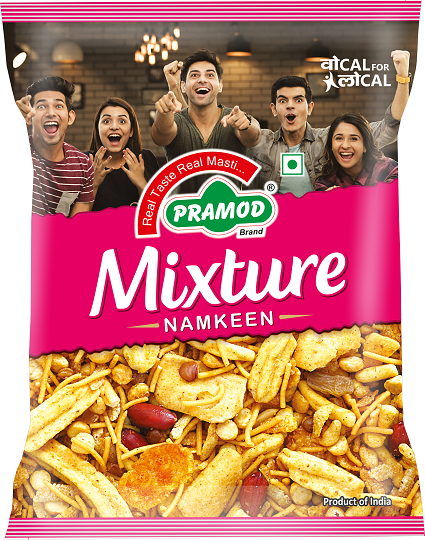 वोCAL FOR
लोCAL
Real Taste Real Masti...
PRAMOD ®
Brand
Mixture
NAMKEEN
Product of India